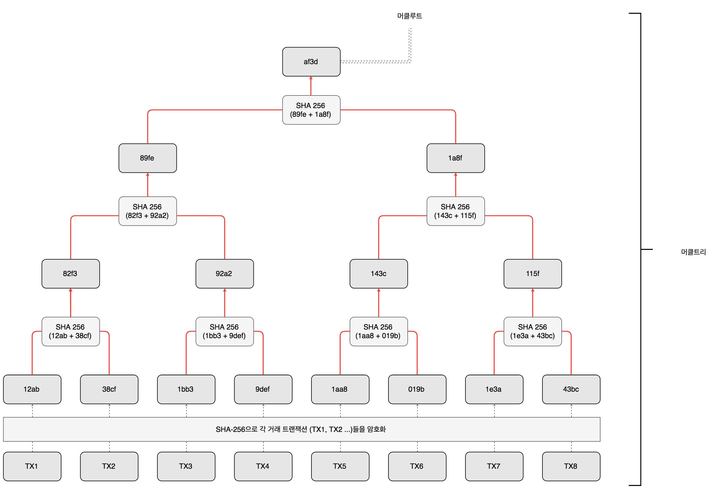 머클루트
af3d
SHA 256
(89fe + 1a8f)
89fe
1a8f
SHA 256
(82f3 + 92a2)
SHA 256
(143c + 115f)
머클트리
82f3
92a2
143c
115f
SHA 256
(12ab + 38cf)
SHA 256
(1bb3 + 9def)
SHA 256
(1aa8 + 019b)
SHA 256
(1e3a + 43bc)
12ab
38cf
1bb3
9def
1aa8
019b
1e3a
43bc
SHA-256으로 각 거래 트랜잭션 (TX1, TX2 ...)들을 암호화
TX1
TX2
TX3
TX4
TX5
TX6
TX7
TX8